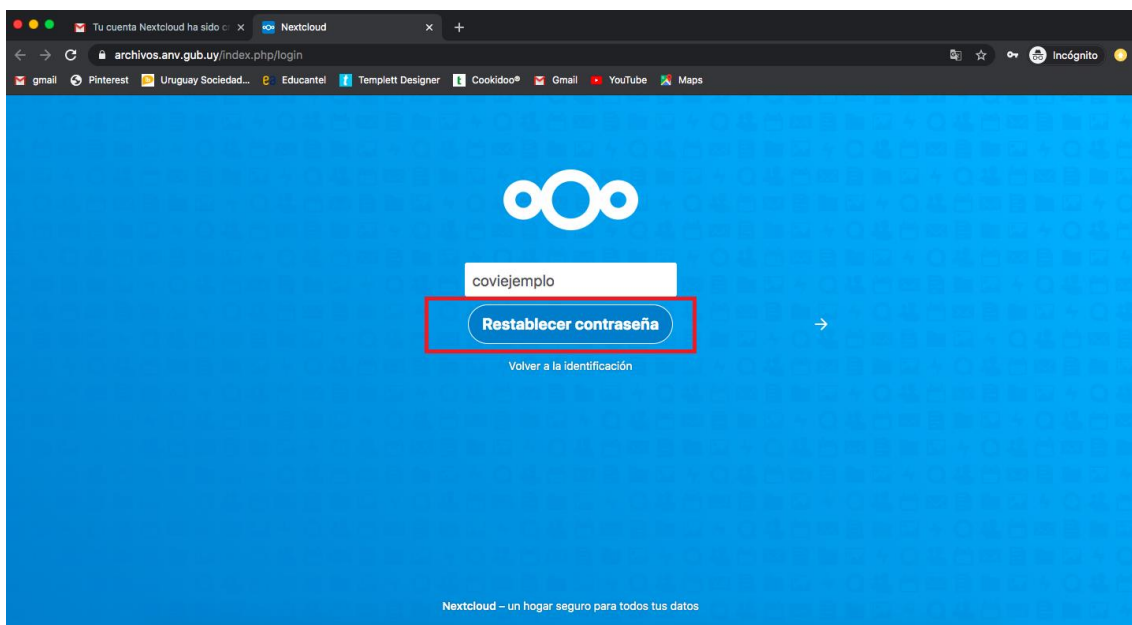 Tu cuenta Nextcloud ha sido c
Nextcloud
archivos.anv.gub.uy/index.php/login
Incógnito
gmail Pinterest Uruguay Sociedad... Educantel Templett Designer Cookidoo® Gmail YouTube Maps
coviejemplo
Restablecer contraseña
Volver a la identificación
Nextcloud – un hogar seguro para todos tus datos